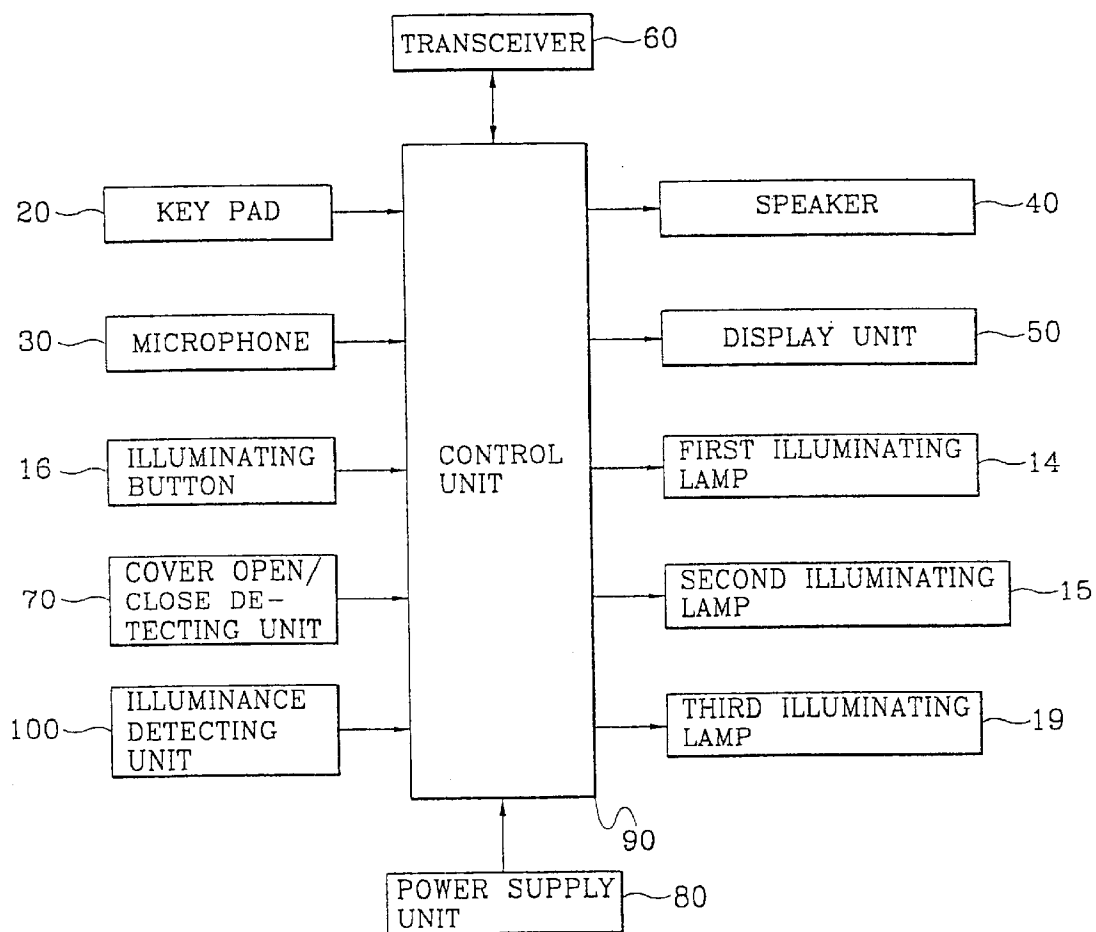 TRANSCEIVER
60
20
KEY PAD
SPEAKER
40
30
MICROPHONE
DISPLAY UNIT
50
16
ILLUMINATING
BUTTON
CONTROL
UNIT
FIRST ILLUMINATING
LAMP
14
70
COVER OPEN/
CLOSE DE-
TECTING UNIT
SECOND ILLUMINATING
LAMP
15
100
ILLUMINANCE
DETECTING
UNIT
THIRD ILLUMINATING
LAMP
19
90
POWER SUPPLY
UNIT
80